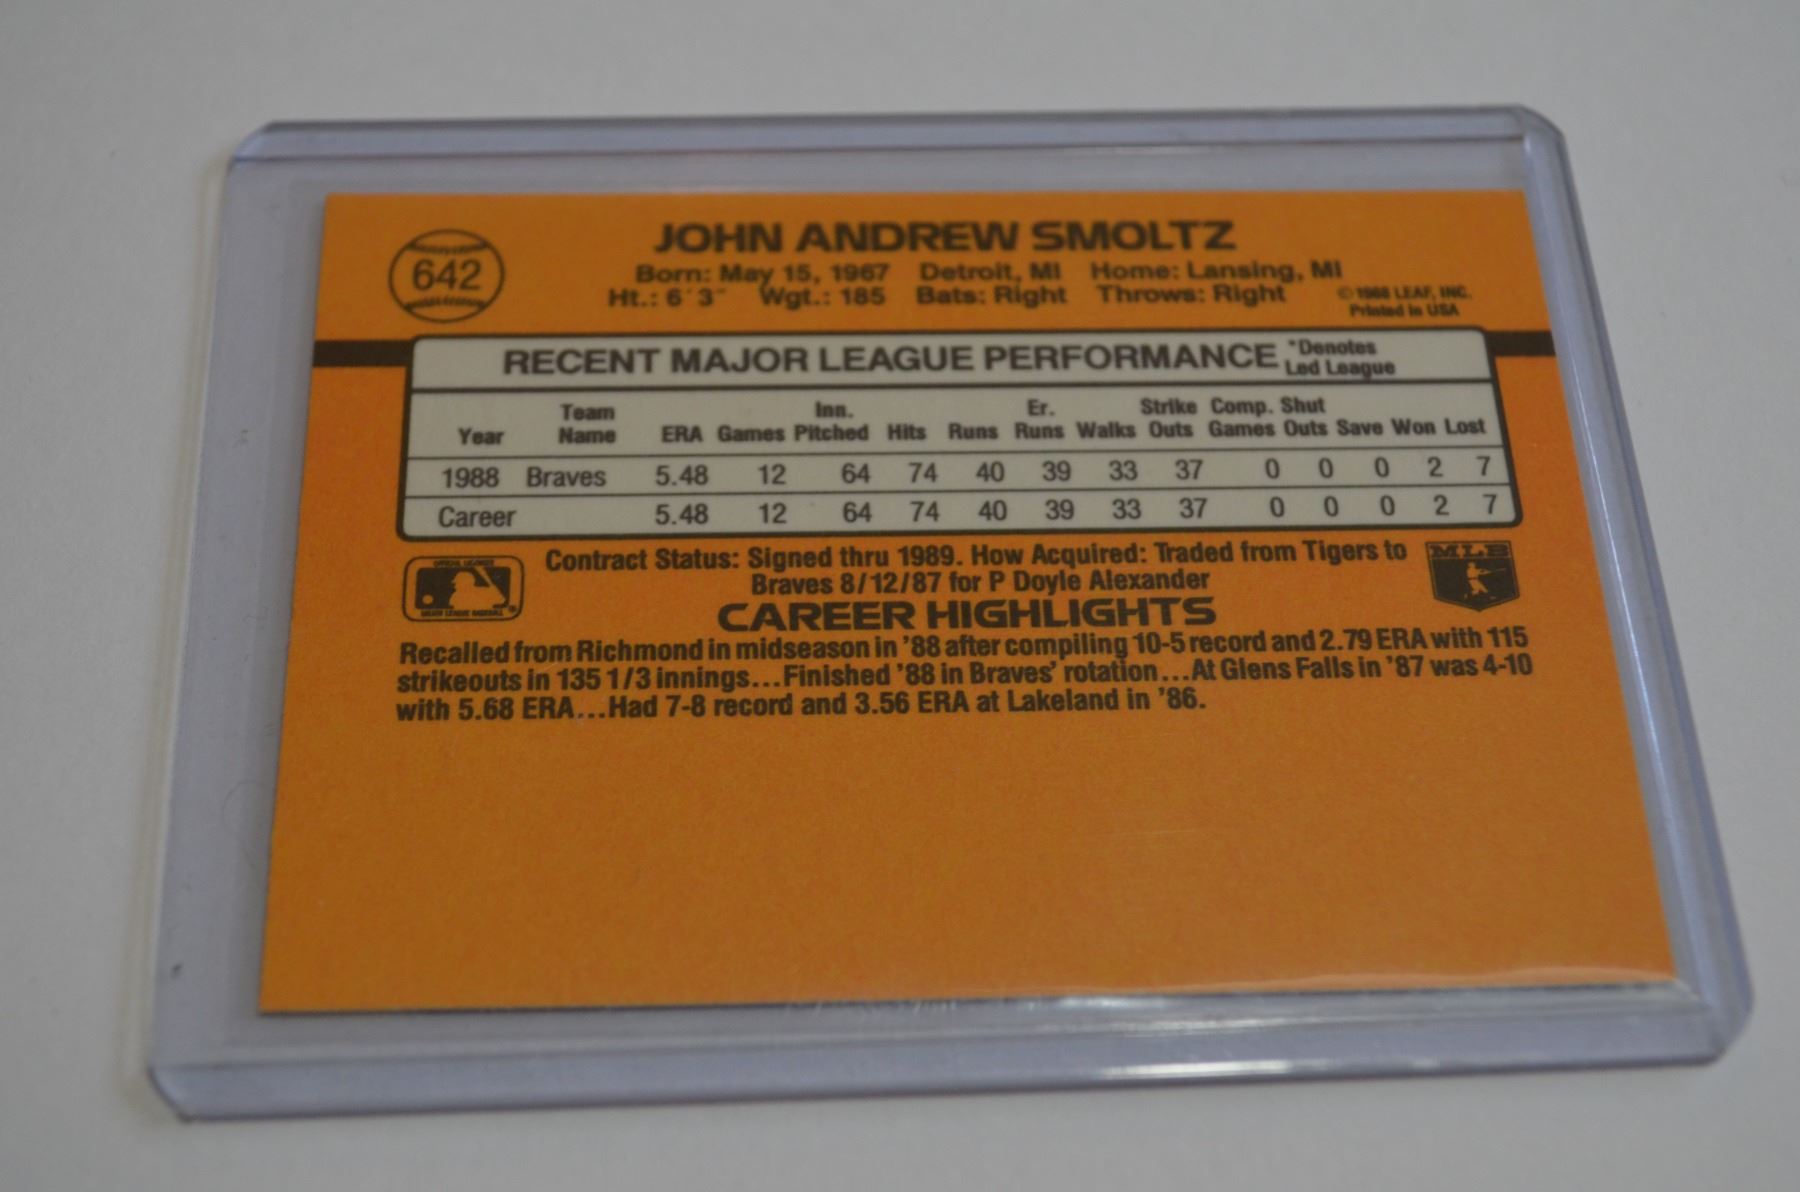 642
JOHN ANDREW SMOLTZ
Born: May 15, 1967 Detroit, MI Home: Lansing, MI
Ht.: 6´3˝ Wgt.: 185 Bats: Right Throws: Right
© 1988 LEAF, INC.
Printed in USA
RECENT MAJOR LEAGUE PERFORMANCE *Denotes
Led League
Team Inn. Er. Strike Comp. Shut
Year Name ERA Games Pitched Hits Runs Runs Walks Outs Games Outs Save Won Lost
1988 Braves 5.48 12 64 74 40 39 33 37 0 0 0 2 7
Career 5.48 12 64 74 40 39 33 37 0 0 0 2 7
Contract Status: Signed thru 1989. How Acquired: Traded from Tigers to
Braves 8/12/87 for P Doyle Alexander
MLB
MAJOR LEAGUE BASEBALL
CAREER HIGHLIGHTS
Recalled from Richmond in midseason in '88 after compiling 10-5 record and 2.79 ERA with 115
strikeouts in 135 1/3 innings...Finished '88 in Braves' rotation...At Glens Falls in '87 was 4-10
with 5.68 ERA...Had 7-8 record and 3.56 ERA at Lakeland in '86.